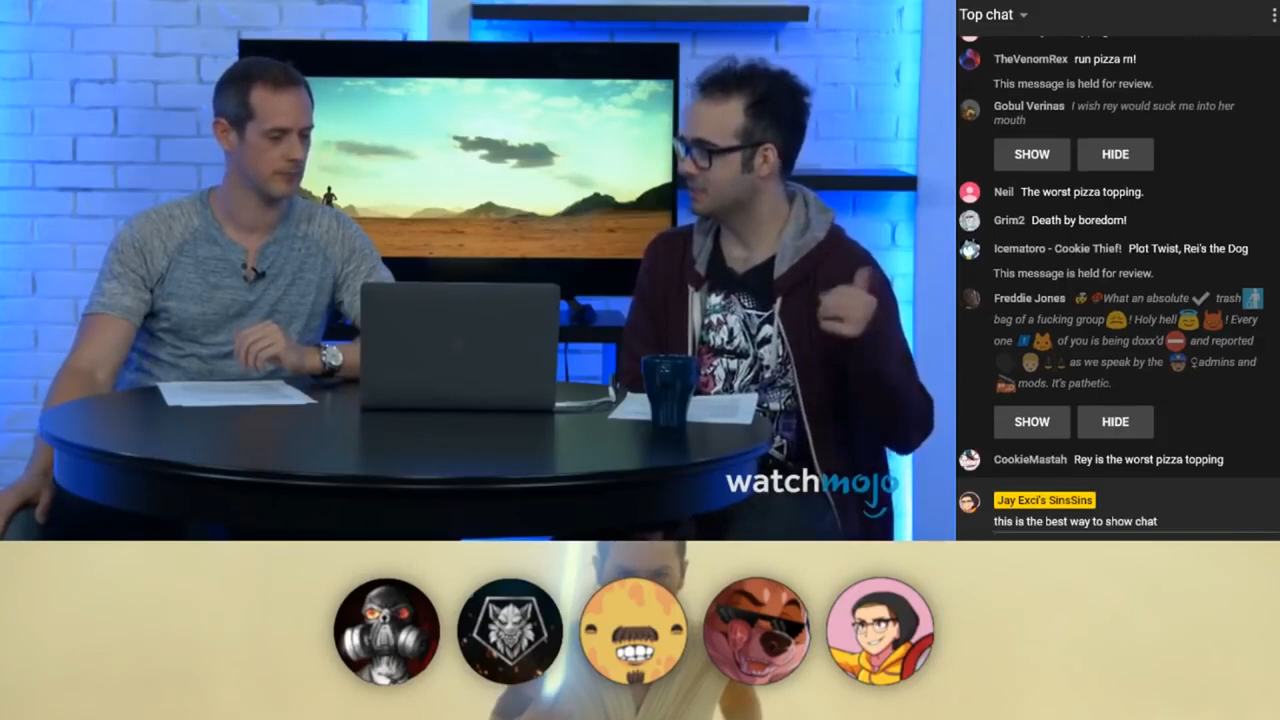 Top chat
TheVenomRex run pizza rn!
This message is held for review.
Gobul Verinas I wish rey would suck me into her
mouth
SHOW HIDE
Neil The worst pizza topping.
Grim2 Death by boredom!
Icematoro - Cookie Thief! Plot Twist, Rei's the Dog
This message is held for review.
Freddie Jones What an absolute trash
bag of a fucking group ! Holy hell ! Every
one of you is being doxx'd and reported
as we speak by the admins and
mods. It's pathetic.
SHOW HIDE
CookieMastah Rey is the worst pizza topping
Jay Exci's SinsSins
this is the best way to show chat
watchmojo